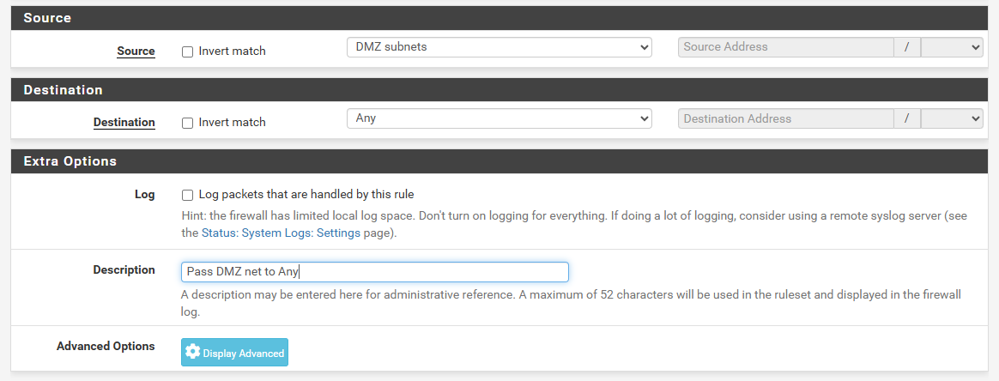 Source
Source Invert match DMZ subnets Source Address /
Destination
Destination Invert match Any Destination Address /
Extra Options
Log Log packets that are handled by this rule
Hint: the firewall has limited local log space. Don't turn on logging for everything. If doing a lot of logging, consider using a remote syslog server (see
the Status: System Logs: Settings page).
Description Pass DMZ net to Any
A description may be entered here for administrative reference. A maximum of 52 characters will be used in the ruleset and displayed in the firewall
log.
Advanced Options Display Advanced